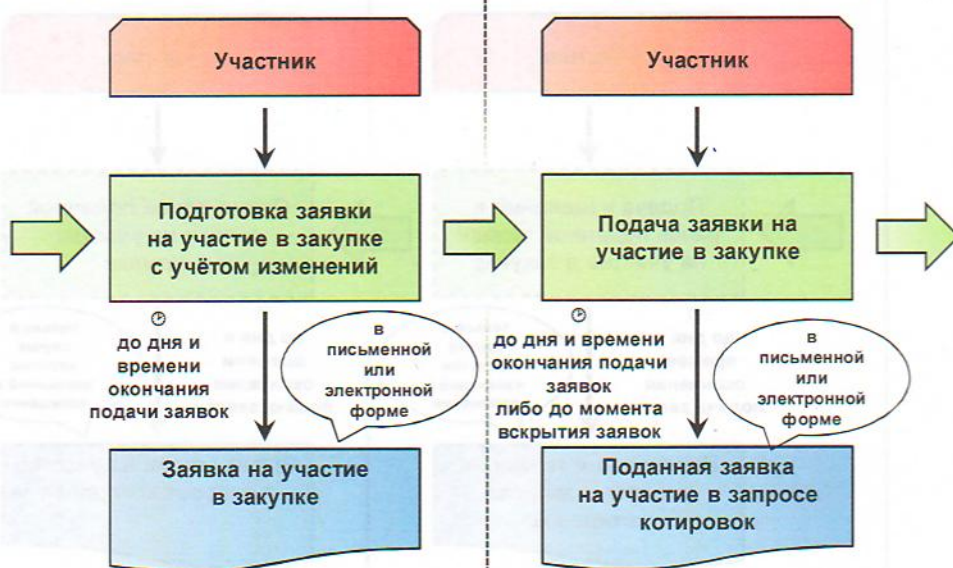 Участник
Подготовка заявки
на участие в закупке
с учётом изменений
до дня и
времени
окончания
подачи заявок
в
письменной
или
электронной
форме
Заявка на участие
в закупке
Участник
Подача заявки на
участие в закупке
до дня и времени
окончания подачи
заявок
либо до момента
вскрытия заявок
в
письменной
или
электронной
форме
Поданная заявка
на участие в запросе
котировок